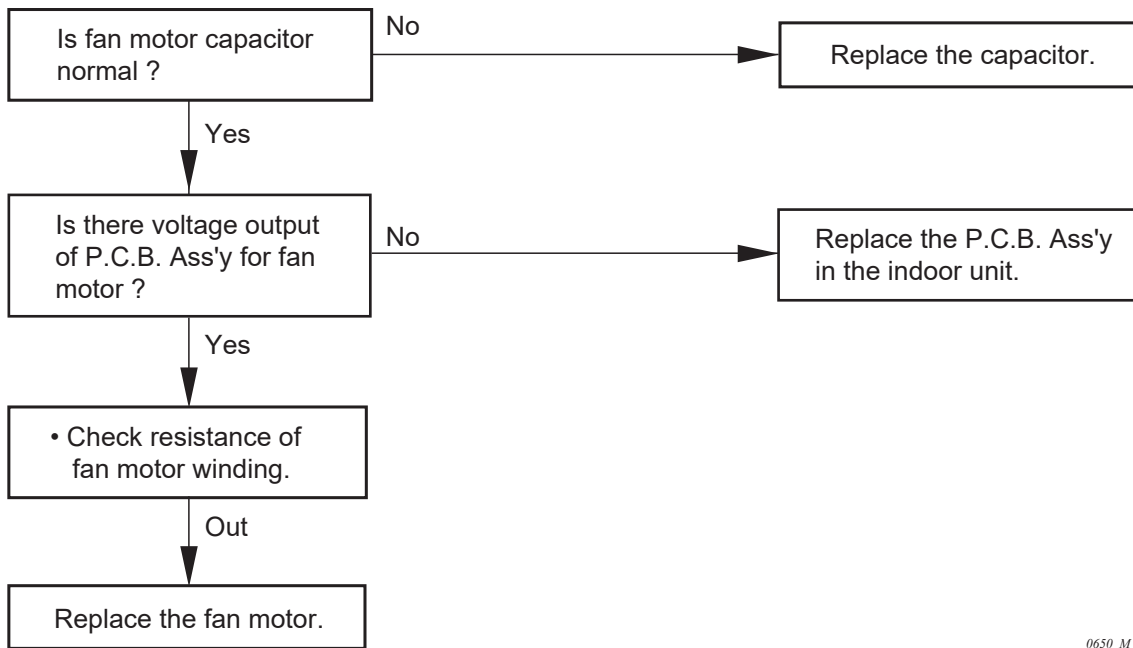 Is fan motor capacitor
normal ?
No
Replace the capacitor.
Yes
Is there voltage output
of P.C.B. Ass'y for fan
motor ?
No
Replace the P.C.B. Ass'y
in the indoor unit.
Yes
• Check resistance of
fan motor winding.
Out
Replace the fan motor.
0650_M